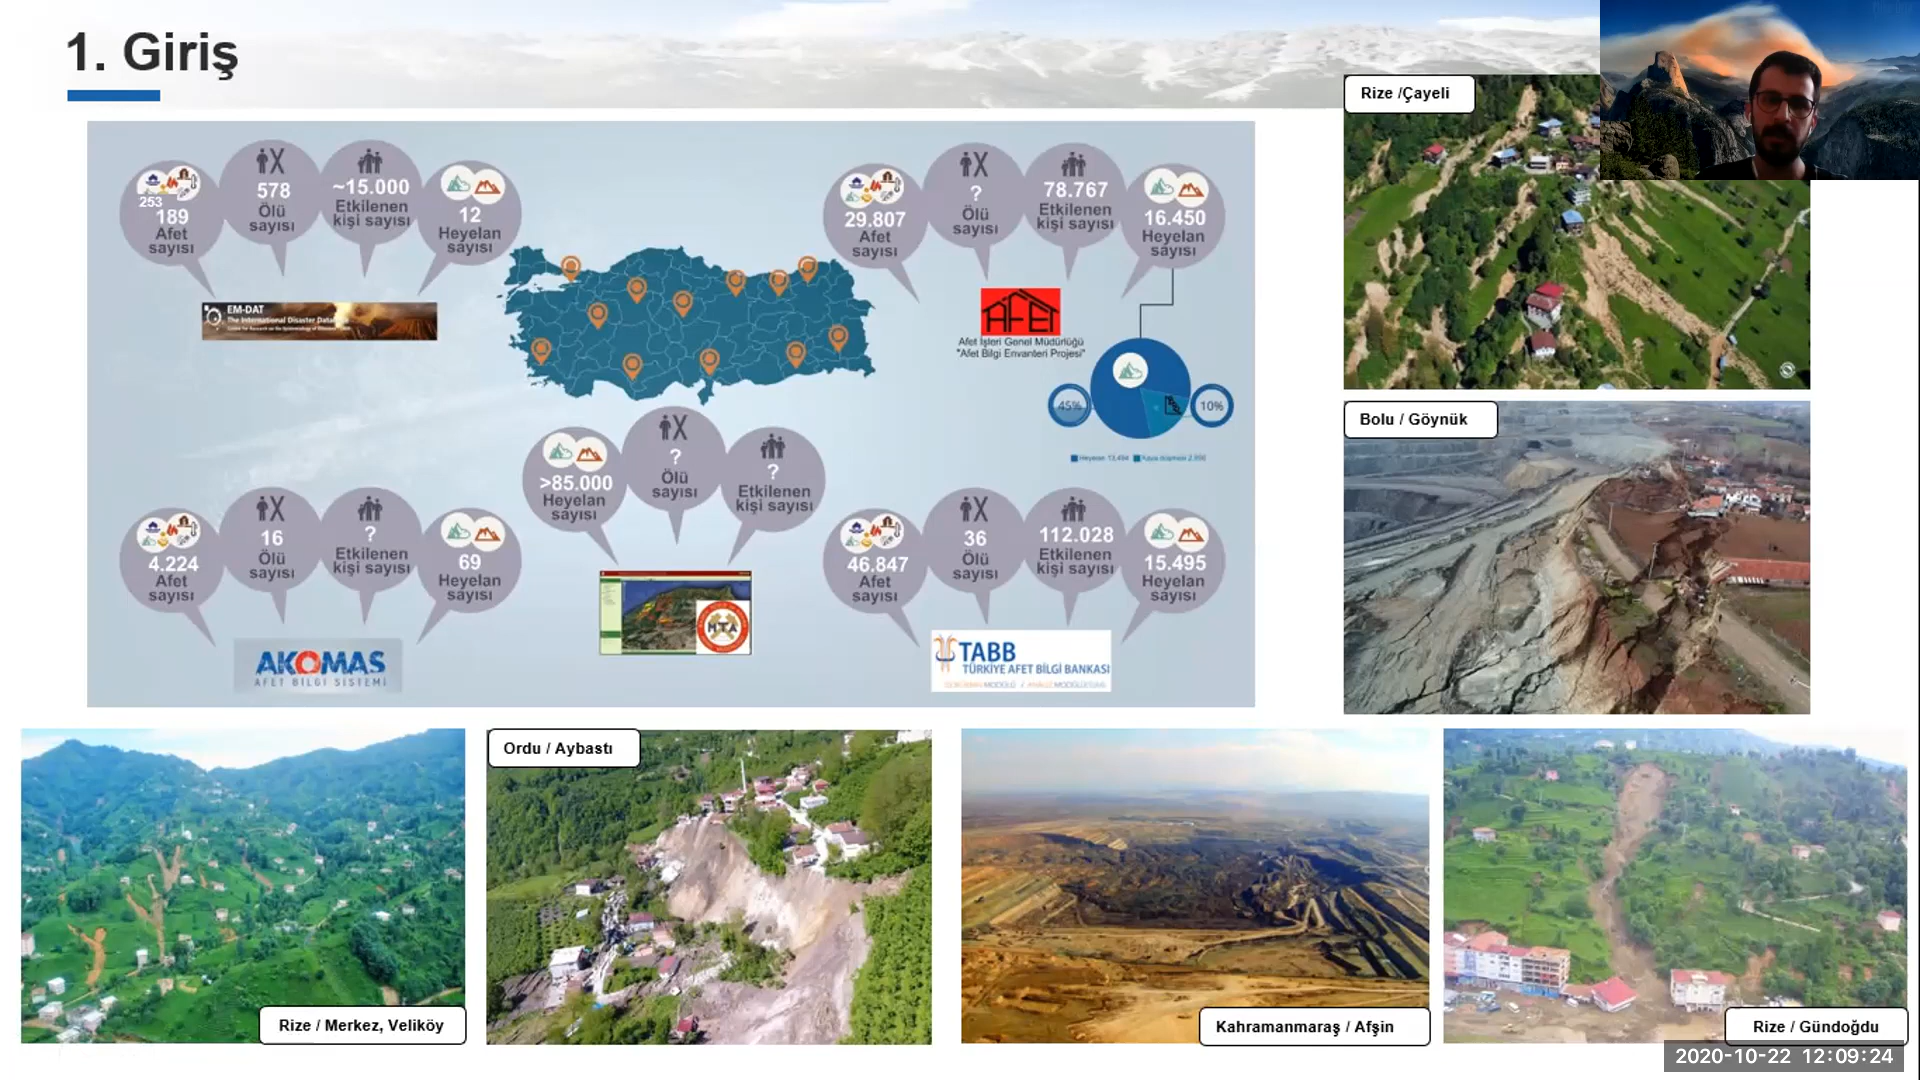 1. Giriş
253
189
Afet
sayısı
578
Ölü
sayısı
~15.000
Etkilenen
kişi sayısı
12
Heyelan
sayısı
EM-DAT
The International Disaster
29.807
Afet
sayısı
?
Ölü
sayısı
78.767
Etkilenen
kişi sayısı
16.450
Heyelan
sayısı
AFET
Afet İşleri Genel Müdürlüğü
"Afet Bilgi Envanteri Projesi"
45%
10%
>85.000
Heyelan
sayısı
?
Ölü
sayısı
?
Etkilenen
kişi sayısı
MTA
4.224
Afet
sayısı
16
Ölü
sayısı
?
Etkilenen
kişi sayısı
69
Heyelan
sayısı
AKOMAS
AFET BİLGİ SİSTEMİ
46.847
Afet
sayısı
36
Ölü
sayısı
112.028
Etkilenen
kişi sayısı
15.495
Heyelan
sayısı
TABB
TÜRKİYE AFET BİLGİ BANKASI
Rize /Çayeli
Bolu / Göynük
Rize / Merkez, Veliköy
Ordu / Aybastı
Kahramanmaraş / Afşin
Rize / Gündoğdu
2020-10-22 12:09:24